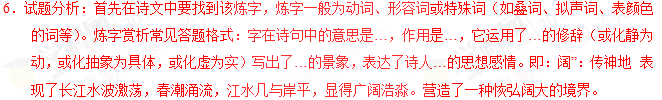 6．试题分析：首先在诗文中要找到该炼字，炼字一般为动词、形容词或特殊词（如叠词、拟声词、表颜色
的词等）。炼字赏析常见答题格式：字在诗句中的意思是…，作用是…，它运用了…的修辞（或化静为
动，或化抽象为具体，或化虚为实）写出了…的景象，表达了诗人…的思想感情。即：阔”：传神地 表
现了长江水波激荡，春潮涌流，江水几与岸平，显得广阔浩淼。营造了一种恢弘阔大的境界。